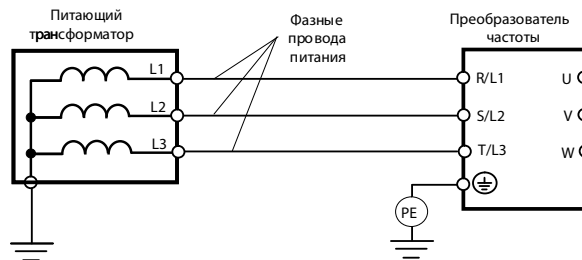 Питающий
трансформатор
Фазные
провода
питания
Преобразователь
частоты
L1
L2
L3
R/L1
S/L2
T/L3
U
V
W
PE